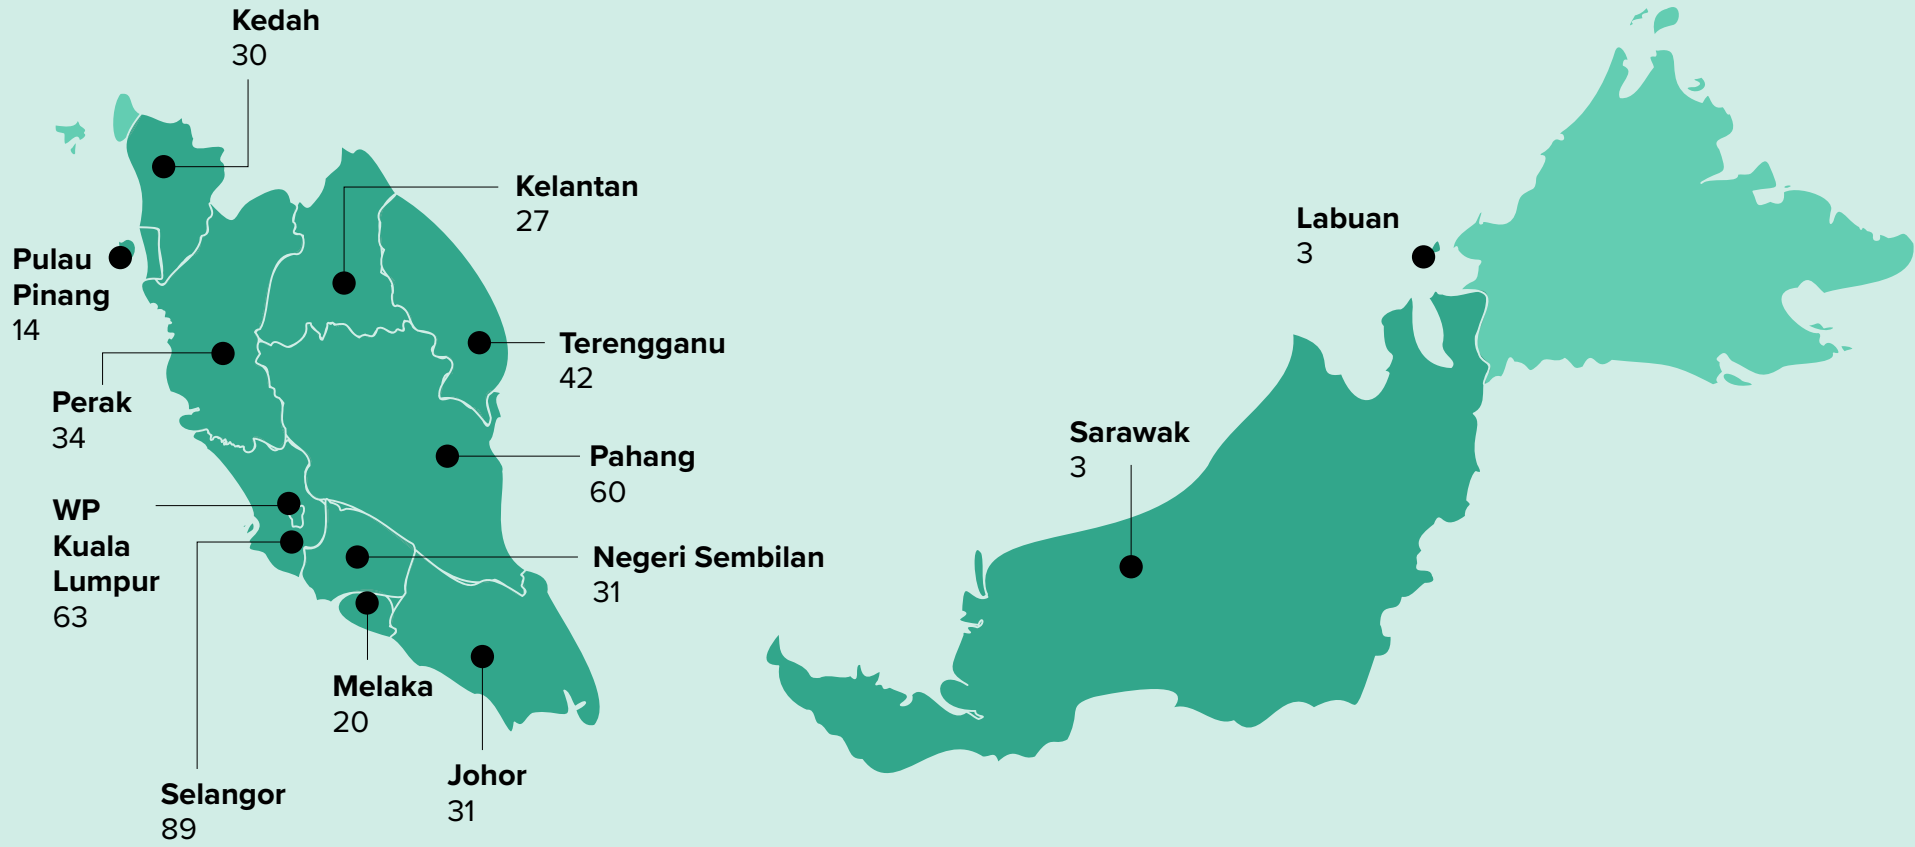 Kedah
30
Kelantan
27
Pulau
Pinang
14
Terengganu
42
Perak
34
Pahang
60
WP
Kuala
Lumpur
63
Negeri Sembilan
31
Melaka
20
Johor
31
Selangor
89
Labuan
3
Sarawak
3